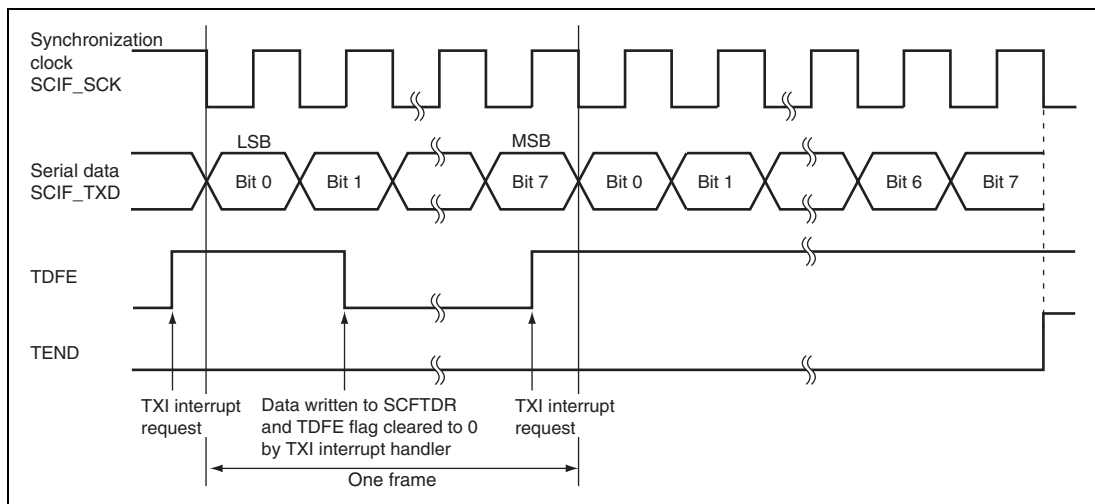 Synchronization
clock
SCIF_SCK
LSB
MSB
Serial data
SCIF_TXD
Bit 0
Bit 1
Bit 7
Bit 0
Bit 1
Bit 6
Bit 7
TDFE
TEND
TXI interrupt
request
Data written to SCFTDR
and TDFE flag cleared to 0
by TXI interrupt handler
TXI interrupt
request
One frame